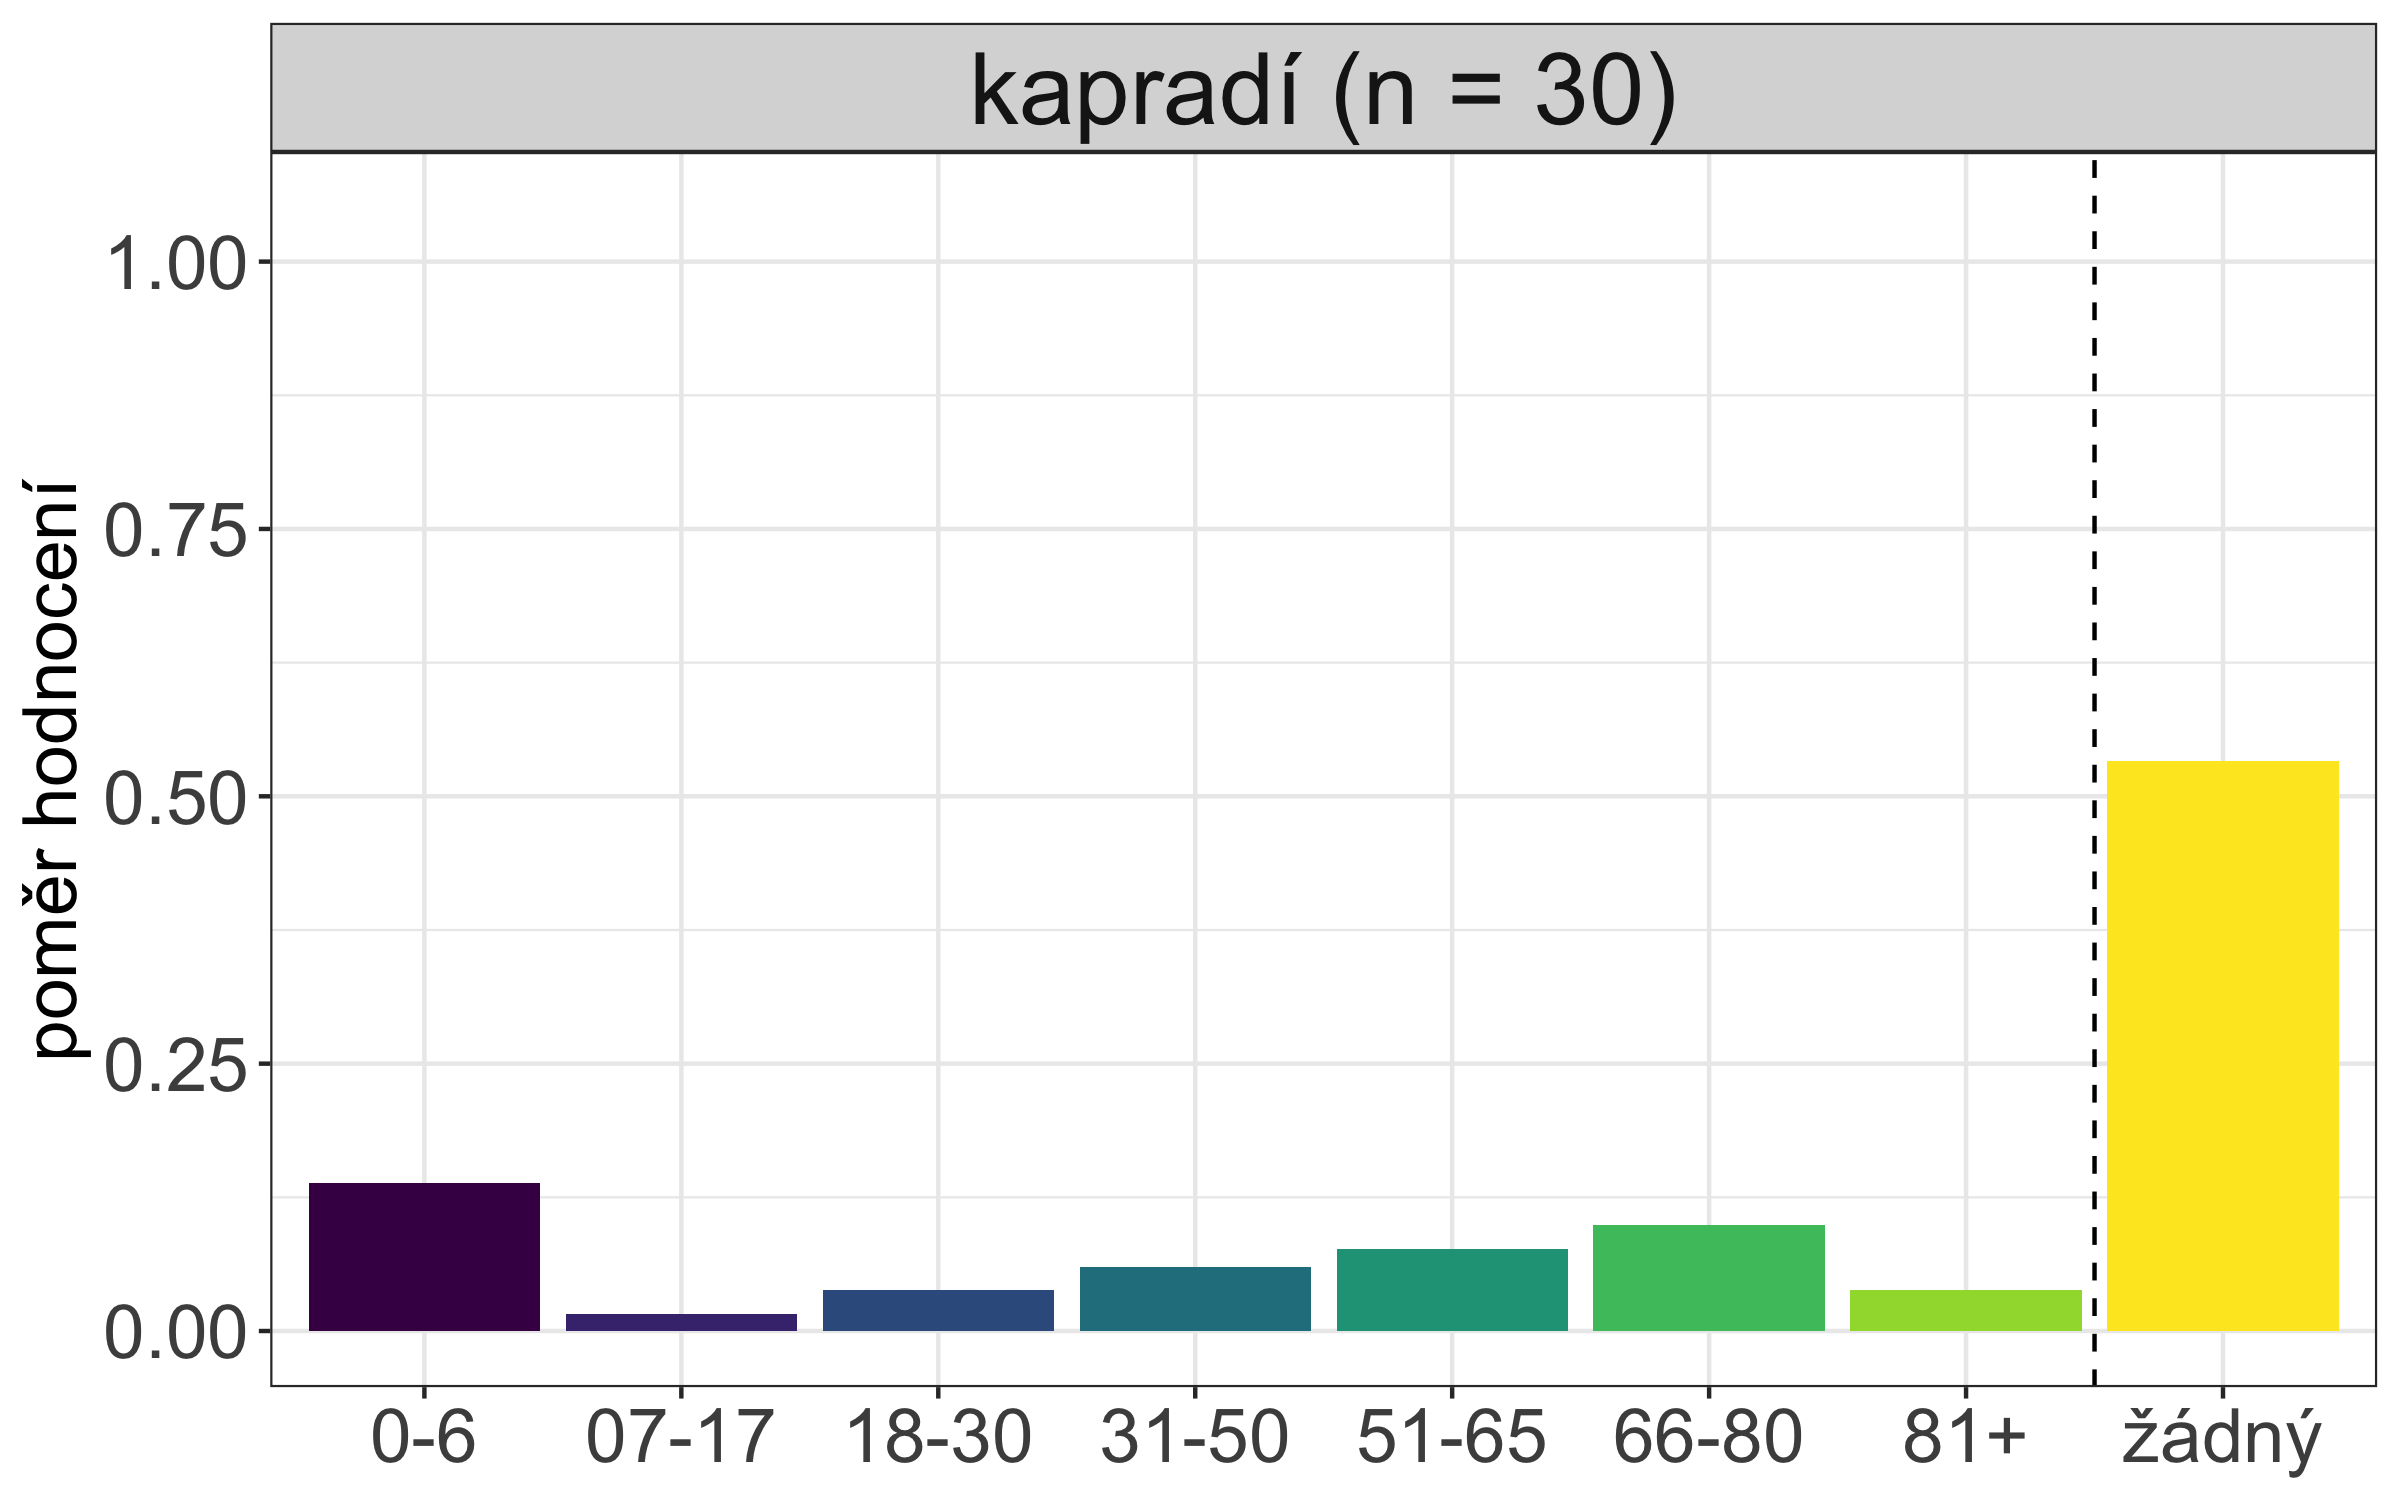 kapradí (n = 30)
poměr hodnocení
1.00
0.75
0.50
0.25
0.00
0-6 07-17 18-30 31-50 51-65 66-80 81+ žádný